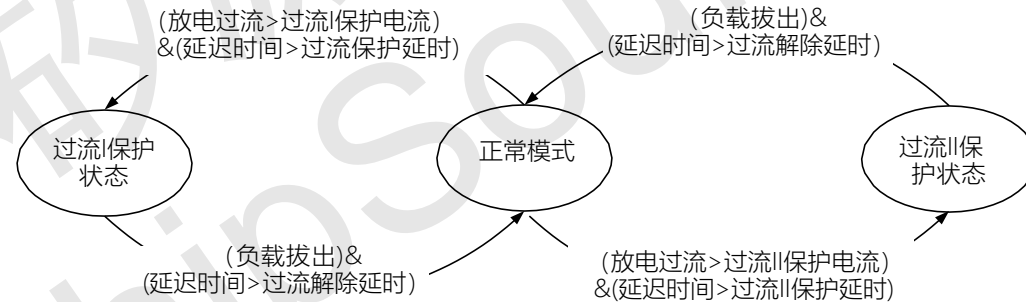 (放电过流>过流I保护电流)
&(延迟时间>过流保护延时)
(负载拔出)&
(延迟时间>过流解除延时)
过流I保护
状态
正常模式
过流II保
护状态
(负载拔出)&
(延迟时间>过流解除延时)
(放电过流>过流II保护电流)
&(延迟时间>过流II保护延时)